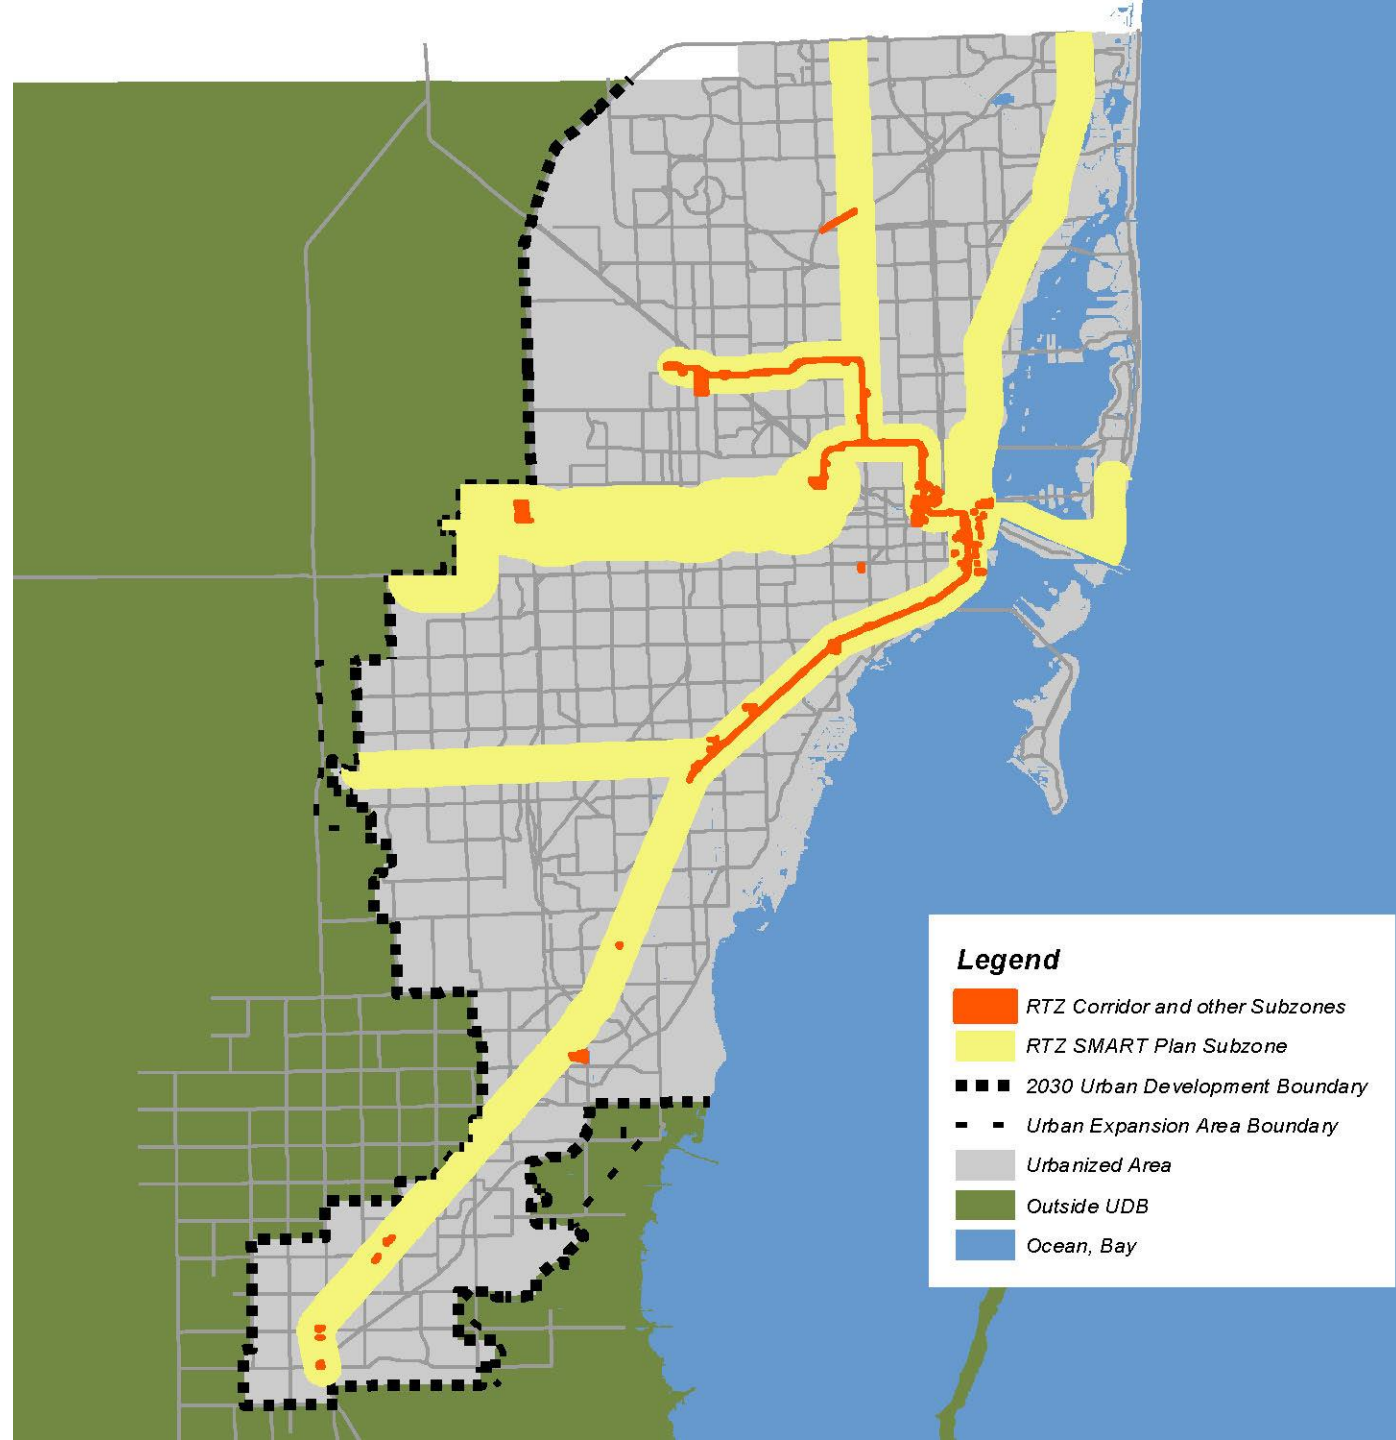 Legend
RTZ Corridor and other Subzones
RTZ SMART Plan Subzone
2030 Urban Development Boundary
Urban Expansion Area Boundary
Urbanized Area
Outside UDB
Ocean, Bay